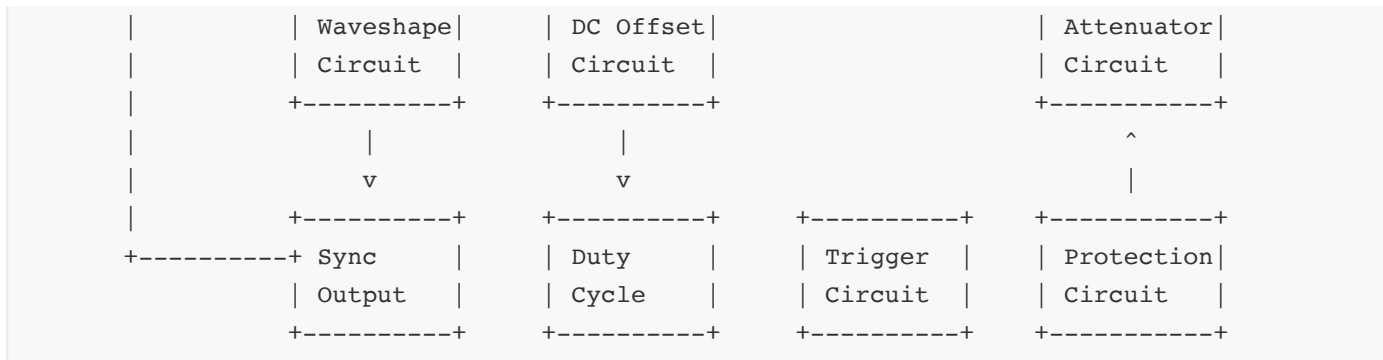 |          | Waveshape|    | DC Offset|                    | Attenuator|
|          | Circuit  |    | Circuit  |                    | Circuit   |
|          +----------+    +----------+                    +-----------+
|               |               |                                ^
|               v               v                                |
|          +----------+    +----------+    +----------+    +-----------+
+----------+ Sync      |    | Duty     |    | Trigger  |    | Protection|
           | Output   |    | Cycle    |    | Circuit  |    | Circuit   |
           +----------+    +----------+    +----------+    +-----------+